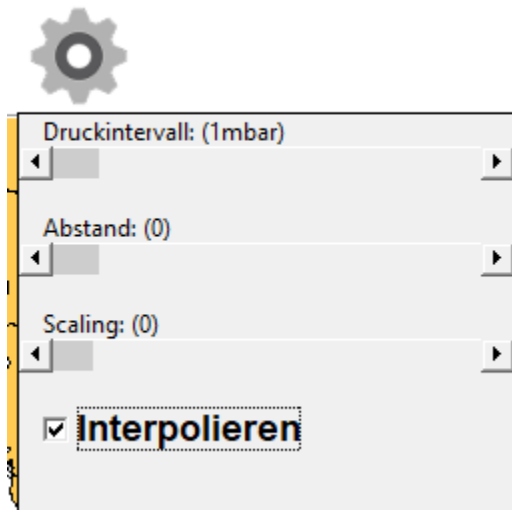 Druckintervall: (1mbar)
Abstand: (0)
Scaling: (0)
Interpolieren